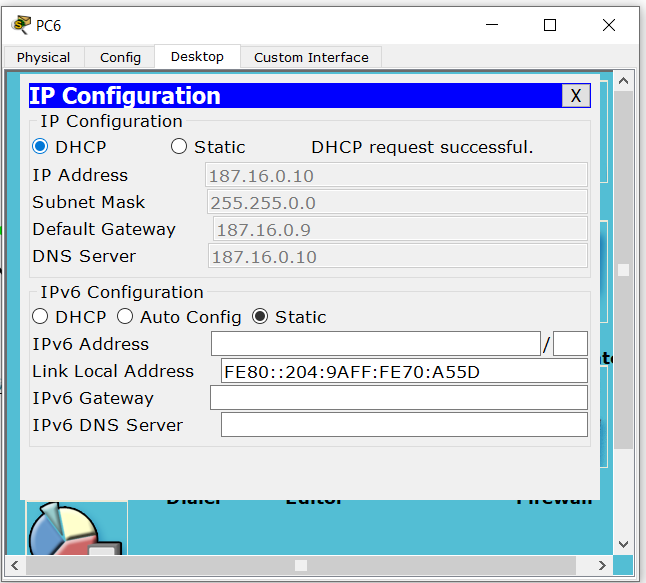 PC6
Physical Config Desktop Custom Interface
IP Configuration X
IP Configuration
DHCP Static DHCP request successful.
IP Address 187.16.0.10
Subnet Mask 255.255.0.0
Default Gateway 187.16.0.9
DNS Server 187.16.0.10
IPv6 Configuration
DHCP Auto Config Static
IPv6 Address /
Link Local Address FE80::204:9AFF:FE70:A55D
IPv6 Gateway
IPv6 DNS Server
Dialer Editor Firewall